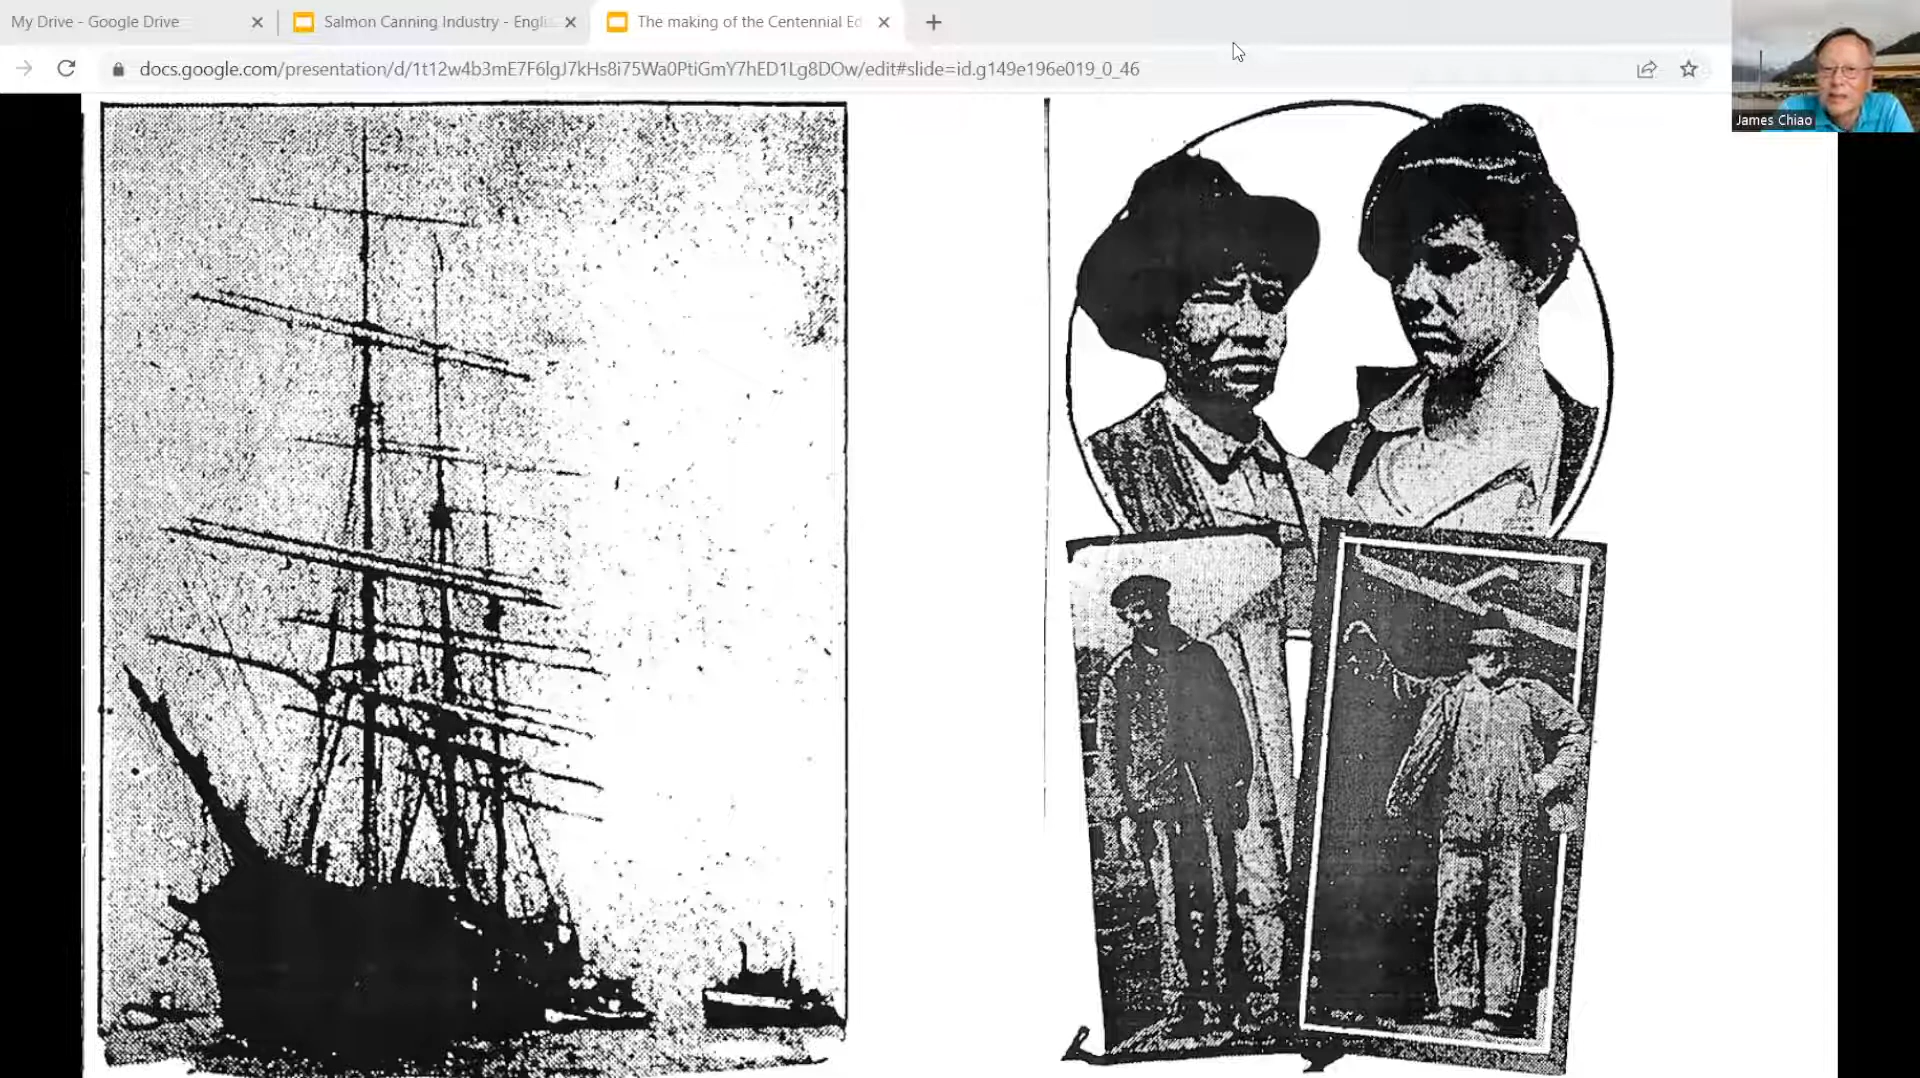 My Drive - Google Drive
Salmon Canning Industry - Englis
The making of the Centennial Ed
docs.google.com/presentation/d/1t12w4b3mE7F6lgJ7kHs8i75Wa0PtiGmY7hED1Lg8DOw/edit#slide=id.g149e196e019_0_46
James Chiao